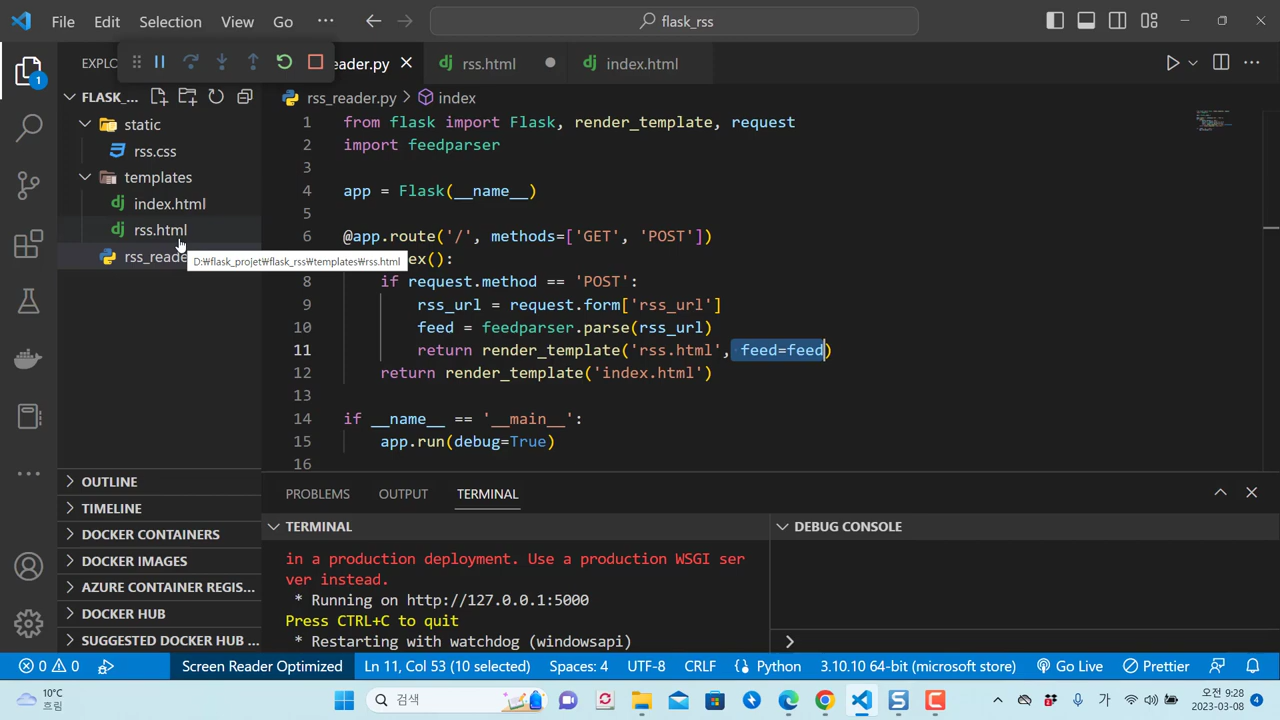 File Edit Selection View Go ··· flask_rss
EXPLO
eader.py
rss.html
index.html
FLASK_...
static
rss.css
templates
index.html
rss.html
rss_reade
D:₩flask_projet₩flask_rss₩templates₩rss.html
rss_reader.py > index
1 from flask import Flask, render_template, request
2 import feedparser
3
4 app = Flask(__name__)
5
6 @app.route('/', methods=['GET', 'POST'])
ex():
8 if request.method == 'POST':
9 rss_url = request.form['rss_url']
10 feed = feedparser.parse(rss_url)
11 return render_template('rss.html', feed=feed)
12 return render_template('index.html')
13
14 if __name__ == '__main__':
15 app.run(debug=True)
16
1
OUTLINE
TIMELINE
DOCKER CONTAINERS
DOCKER IMAGES
AZURE CONTAINER REGIS...
DOCKER HUB
SUGGESTED DOCKER HUB ...
PROBLEMS OUTPUT TERMINAL
TERMINAL
in a production deployment. Use a production WSGI ser
ver instead.
* Running on http://127.0.0.1:5000
Press CTRL+C to quit
* Restarting with watchdog (windowsapi)
DEBUG CONSOLE
0 0 Screen Reader Optimized Ln 11, Col 53 (10 selected) Spaces: 4 UTF-8 CRLF Python 3.10.10 64-bit (microsoft store) Go Live Prettier
10°C
흐림
검색
가
오전 9:28
2023-03-08
4